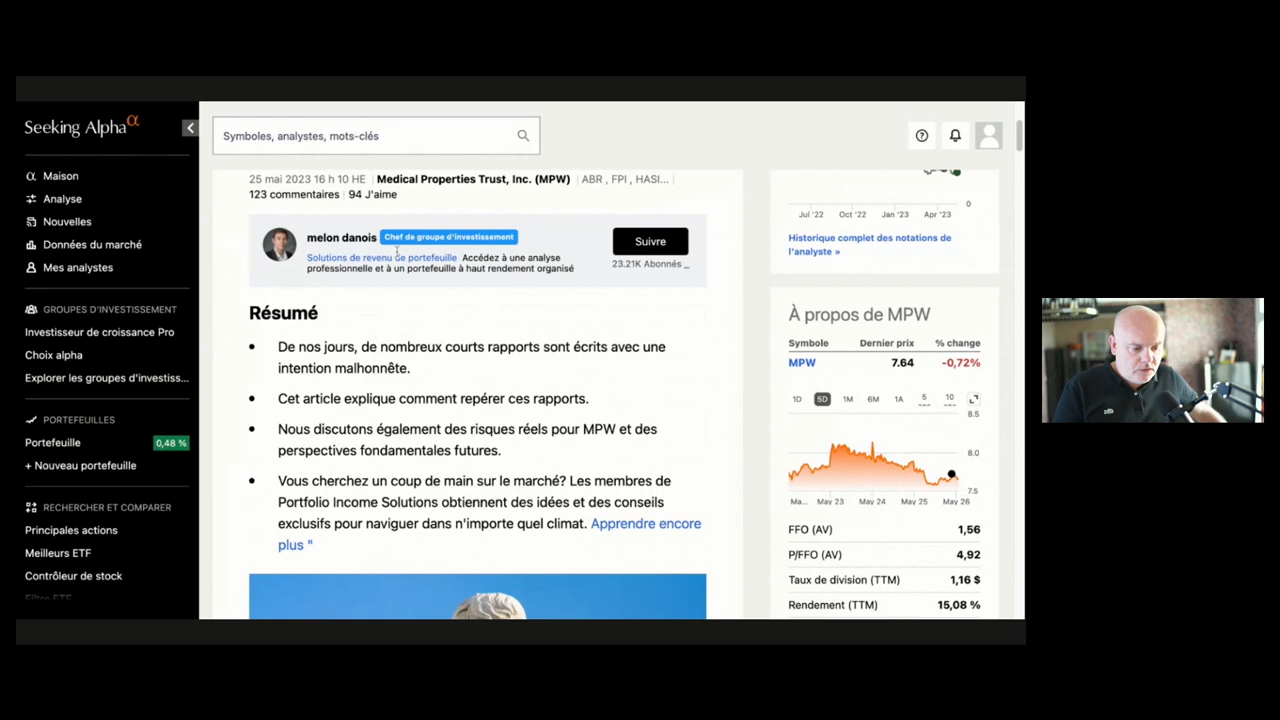 Seeking Alpha α
Maison
Analyse
Nouvelles
Données du marché
Mes analystes
GROUPES D'INVESTISSEMENT
Investisseur de croissance Pro
Choix alpha
Explorer les groupes d'investiss...
PORTEFEUILLES
Portefeuille 0,48 %
+ Nouveau portefeuille
RECHERCHER ET COMPARER
Principales actions
Meilleurs ETF
Contrôleur de stock
Filtre ETF
Symboles, analystes, mots-clés
25 mai 2023 16 h 10 HE | Medical Properties Trust, Inc. (MPW) | ABR , FPI , HASI... |
123 commentaires | 94 J'aime
melon danois Chef de groupe d'investissement
Solutions de revenu de portefeuille Accédez à une analyse
professionnelle et à un portefeuille à haut rendement organisé
Suivre
23.21K Abonnés _
Résumé
• De nos jours, de nombreux courts rapports sont écrits avec une
intention malhonnête.
• Cet article explique comment repérer ces rapports.
• Nous discutons également des risques réels pour MPW et des
perspectives fondamentales futures.
• Vous cherchez un coup de main sur le marché? Les membres de
Portfolio Income Solutions obtiennent des idées et des conseils
exclusifs pour naviguer dans n'importe quel climat. Apprendre encore
plus "
0
Jul '22 Oct '22 Jan '23 Apr '23
Historique complet des notations de
l'analyste »
À propos de MPW
Symbole Dernier prix % change
MPW 7.64 -0,72%
1D 5D 1M 6M 1A 5 10
8.5
8.0
7.5
Ma... May 23 May 24 May 25 May 26
FFO (AV) 1,56
P/FFO (AV) 4,92
Taux de division (TTM) 1,16 $
Rendement (TTM) 15,08 %